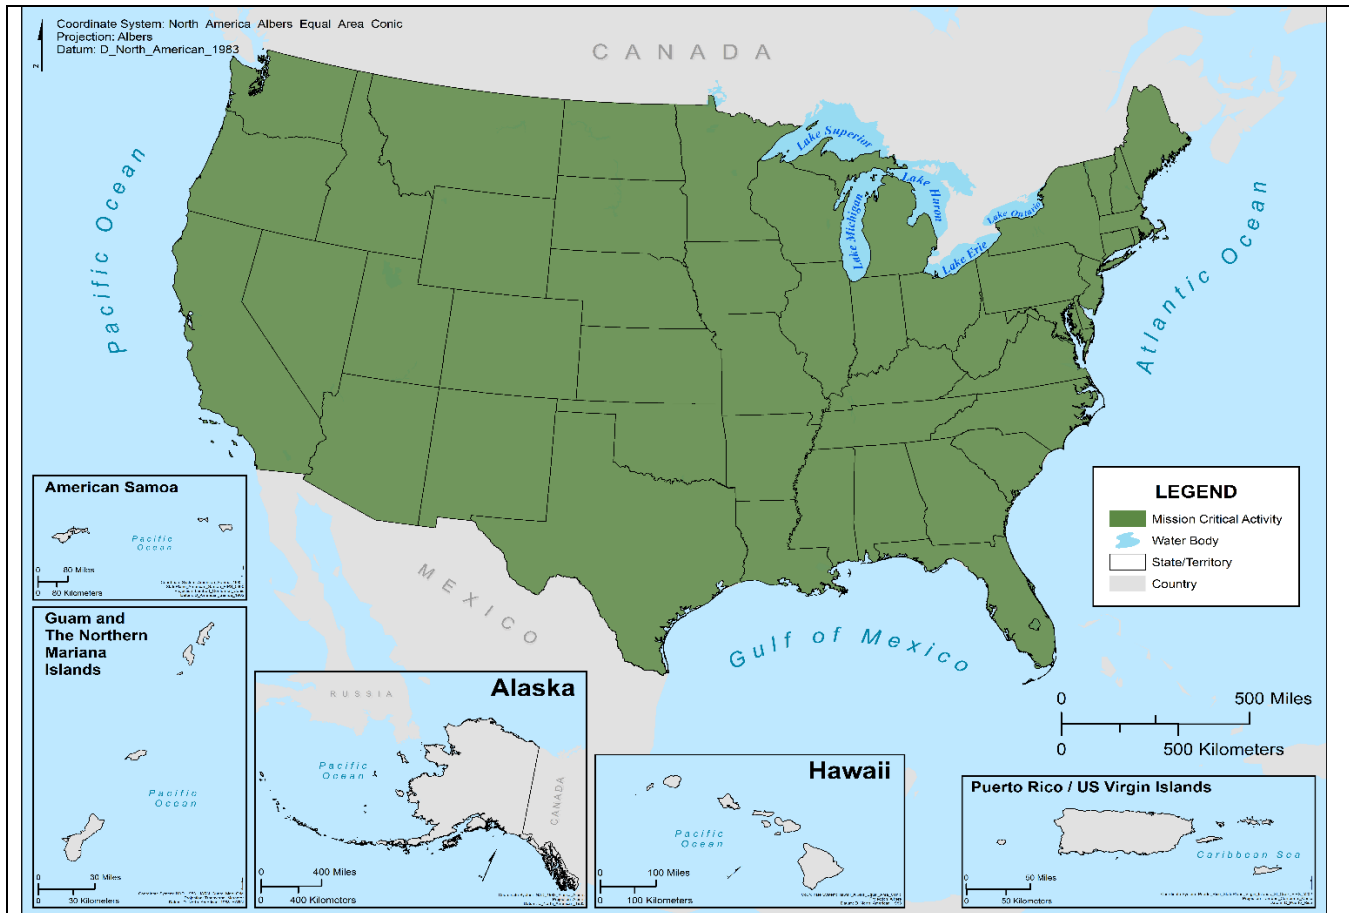 Coordinate System: North America Albers Equal Area Conic
Projection: Albers
Datum: D_North_American_1983
CANADA
Pacific Ocean
Atlantic Ocean
Lake Superior
Lake Michigan
Lake Huron
Lake Ontario
Lake Erie
MEXICO
Gulf of Mexico
LEGEND
Mission Critical Activity
Water Body
State/Territory
Country
0 500 Miles
0 500 Kilometers
American Samoa
Pacific
Ocean
0 80 Miles
0 80 Kilometers
Guam and
The Northern
Mariana
Islands
Pacific
Ocean
0 30 Miles
0 30 Kilometers
Alaska
RUSSIA
Pacific
Ocean
CANADA
0 400 Miles
0 400 Kilometers
Hawaii
Pacific
Ocean
0 100 Miles
0 100 Kilometers
Puerto Rico / US Virgin Islands
Caribbean Sea
0 50 Miles
0 50 Kilometers